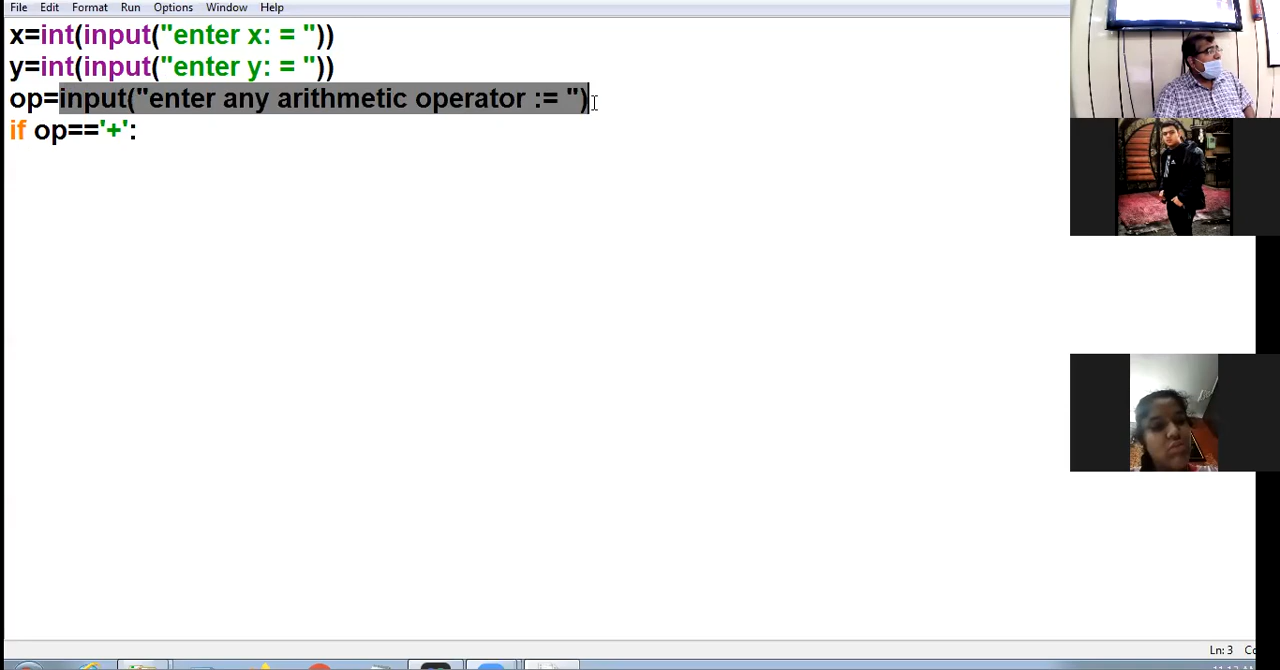 File Edit Format Run Options Window Help
x=int(input("enter x: = "))
y=int(input("enter y: = "))
op=input("enter any arithmetic operator := ")
if op=='+':
Ln: 3